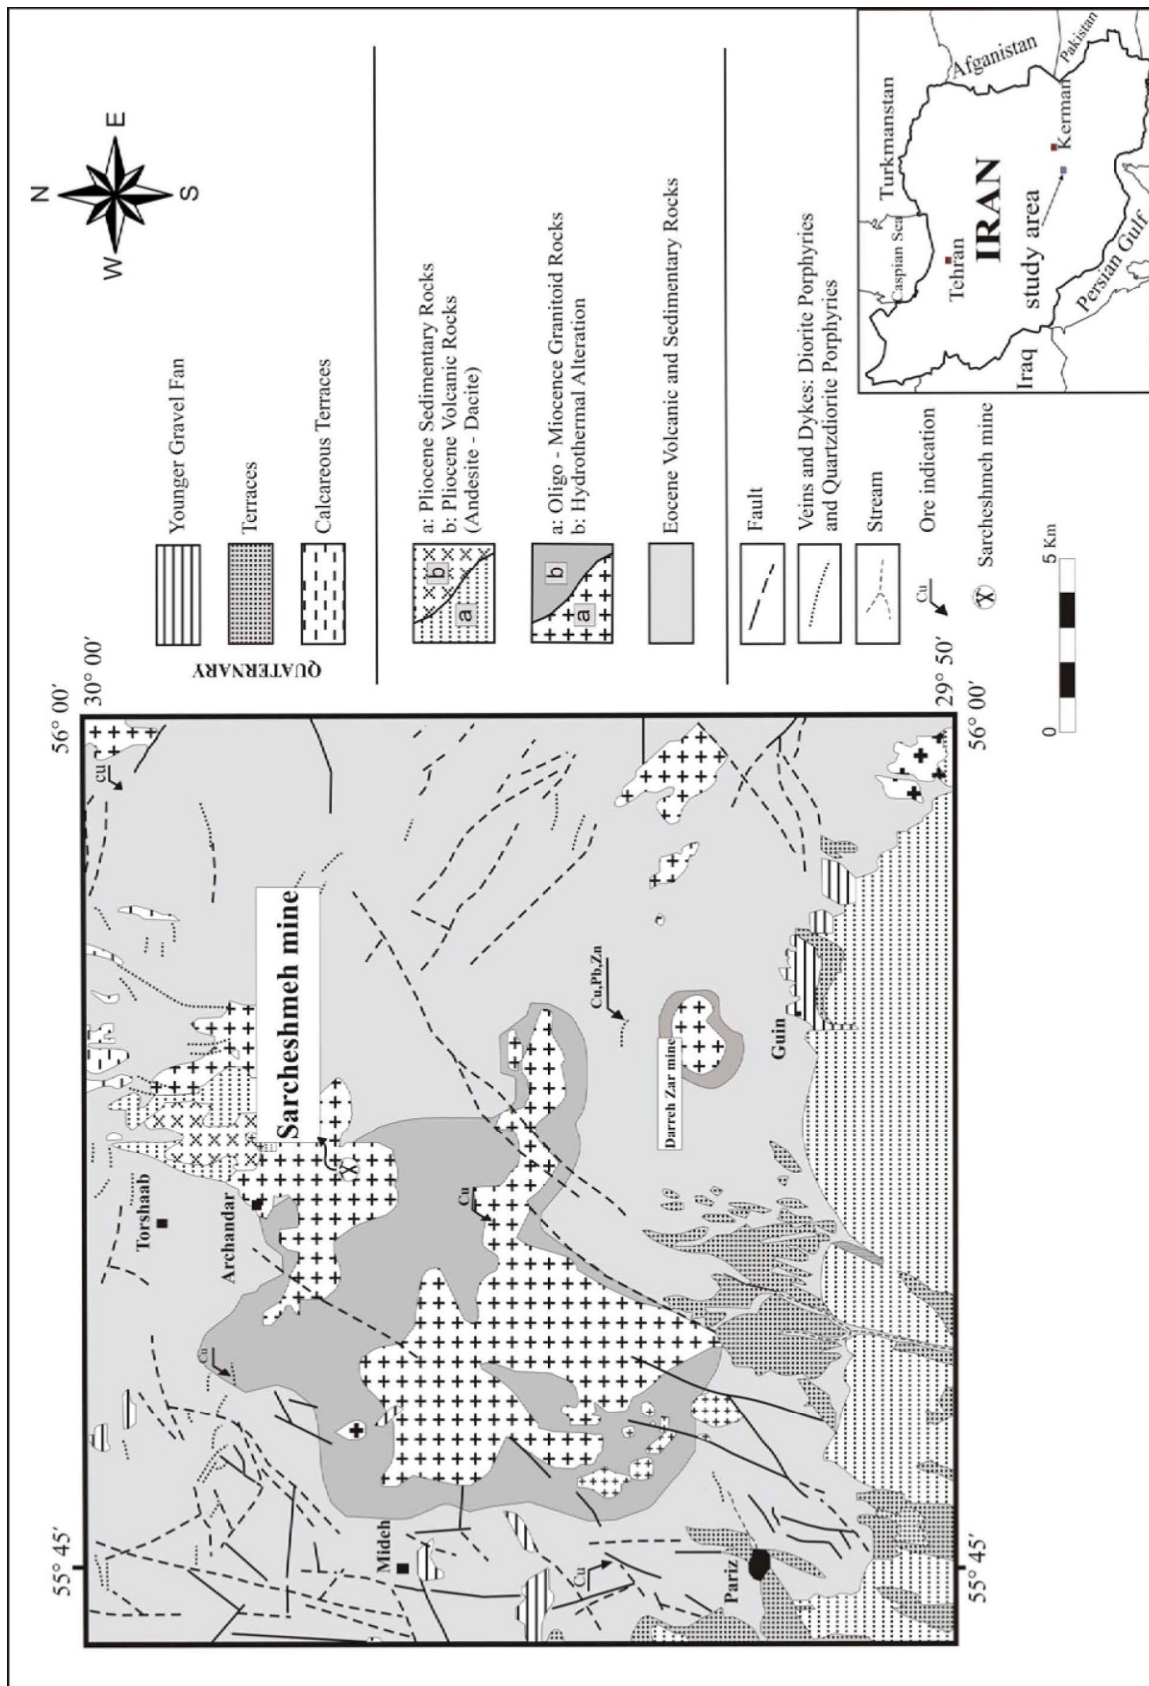 55° 45′
56° 00′
30° 00′
Cu
Torshaab
Archandar
Sarcheshmeh mine
Cu
Cu
Mideh
Cu,Pb,Zn
Darreh Zar mine
Cu
Guin
Pariz
29° 50′
55° 45′
56° 00′
0
5 Km
N
E
S
W
QUATERNARY
Younger Gravel Fan
Terraces
Calcareous Terraces
a
b
a: Pliocene Sedimentary Rocks
b: Pliocene Volcanic Rocks
(Andesite - Dacite)
a
b
a: Oligo - Miocence Granitoid Rocks
b: Hydrothermal Alteration
Eocene Volcanic and Sedimentary Rocks
Fault
Veins and Dykes: Diorite Porphyries
and Quartzdiorite Porphyries
Stream
Cu
Ore indication
Sarcheshmeh mine
Turkmanstan
Caspian Sea
Afganistan
Pakistan
Tehran
IRAN
Kerman
study area
Iraq
Persian Gulf